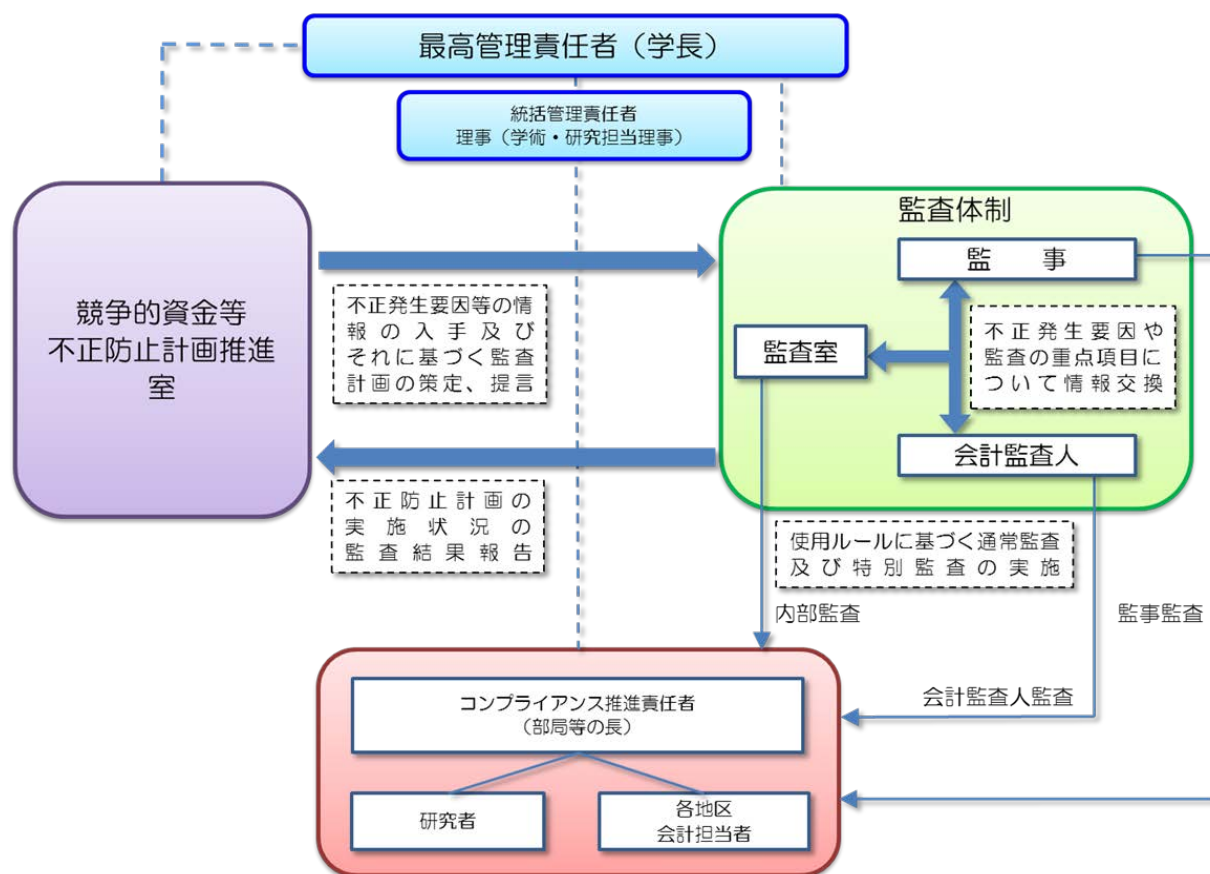 最高管理責任者（学長）
統括管理責任者
理事（学術・研究担当理事）
競争的資金等
不正防止計画推進
室
不正発生要因等の情
報の入手及び
それに基づく監査
計画の策定、提言
不正防止計画の
実施状況の
監査結果報告
監査体制
監　　事
監査室
不正発生要因や
監査の重点項目に
ついて情報交換
会計監査人
使用ルールに基づく通常監査
及び特別監査の実施
内部監査
監事監査
会計監査人監査
コンプライアンス推進責任者
（部局等の長）
研究者
各地区
会計担当者